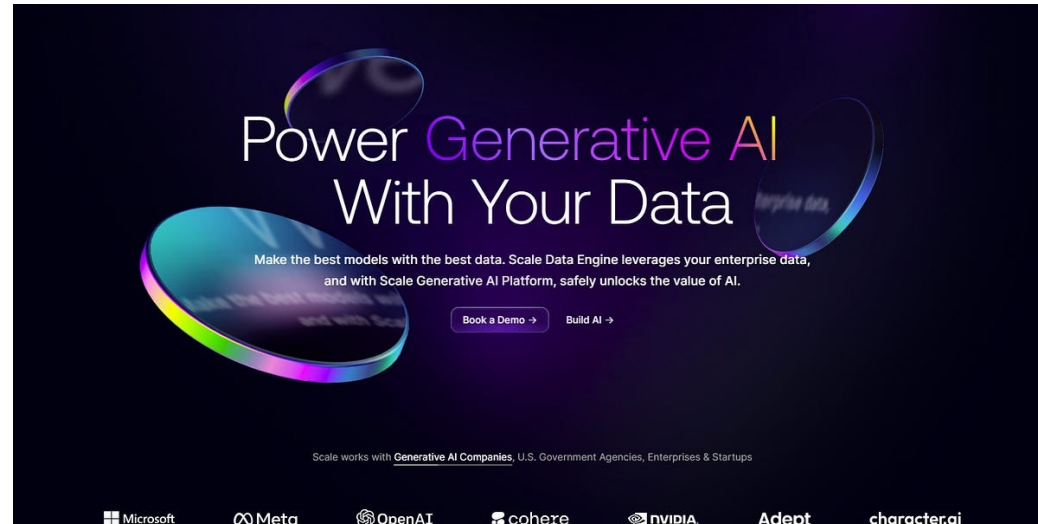 Power Generative AI
With Your Data
Make the best models with the best data. Scale Data Engine leverages your enterprise data,
and with Scale Generative AI Platform, safely unlocks the value of AI.
Book a Demo → Build AI →
Scale works with Generative AI Companies, U.S. Government Agencies, Enterprises & Startups
Microsoft Meta OpenAI cohere NVIDIA. Adept character.ai